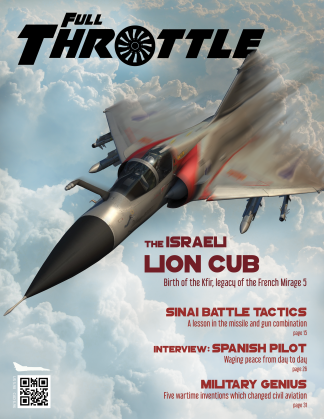 FULL
THROTTLE
THE ISRAELI
LION CUB
Birth of the Kfir, legacy of the French Mirage 5
SINAI BATTLE TACTICS
A lesson in the missile and gun combination
page 15
INTERVIEW: SPANISH PILOT
Waging peace from day to day
page 26
MILITARY GENIUS
Five wartime inventions which changed civil aviation
page 31